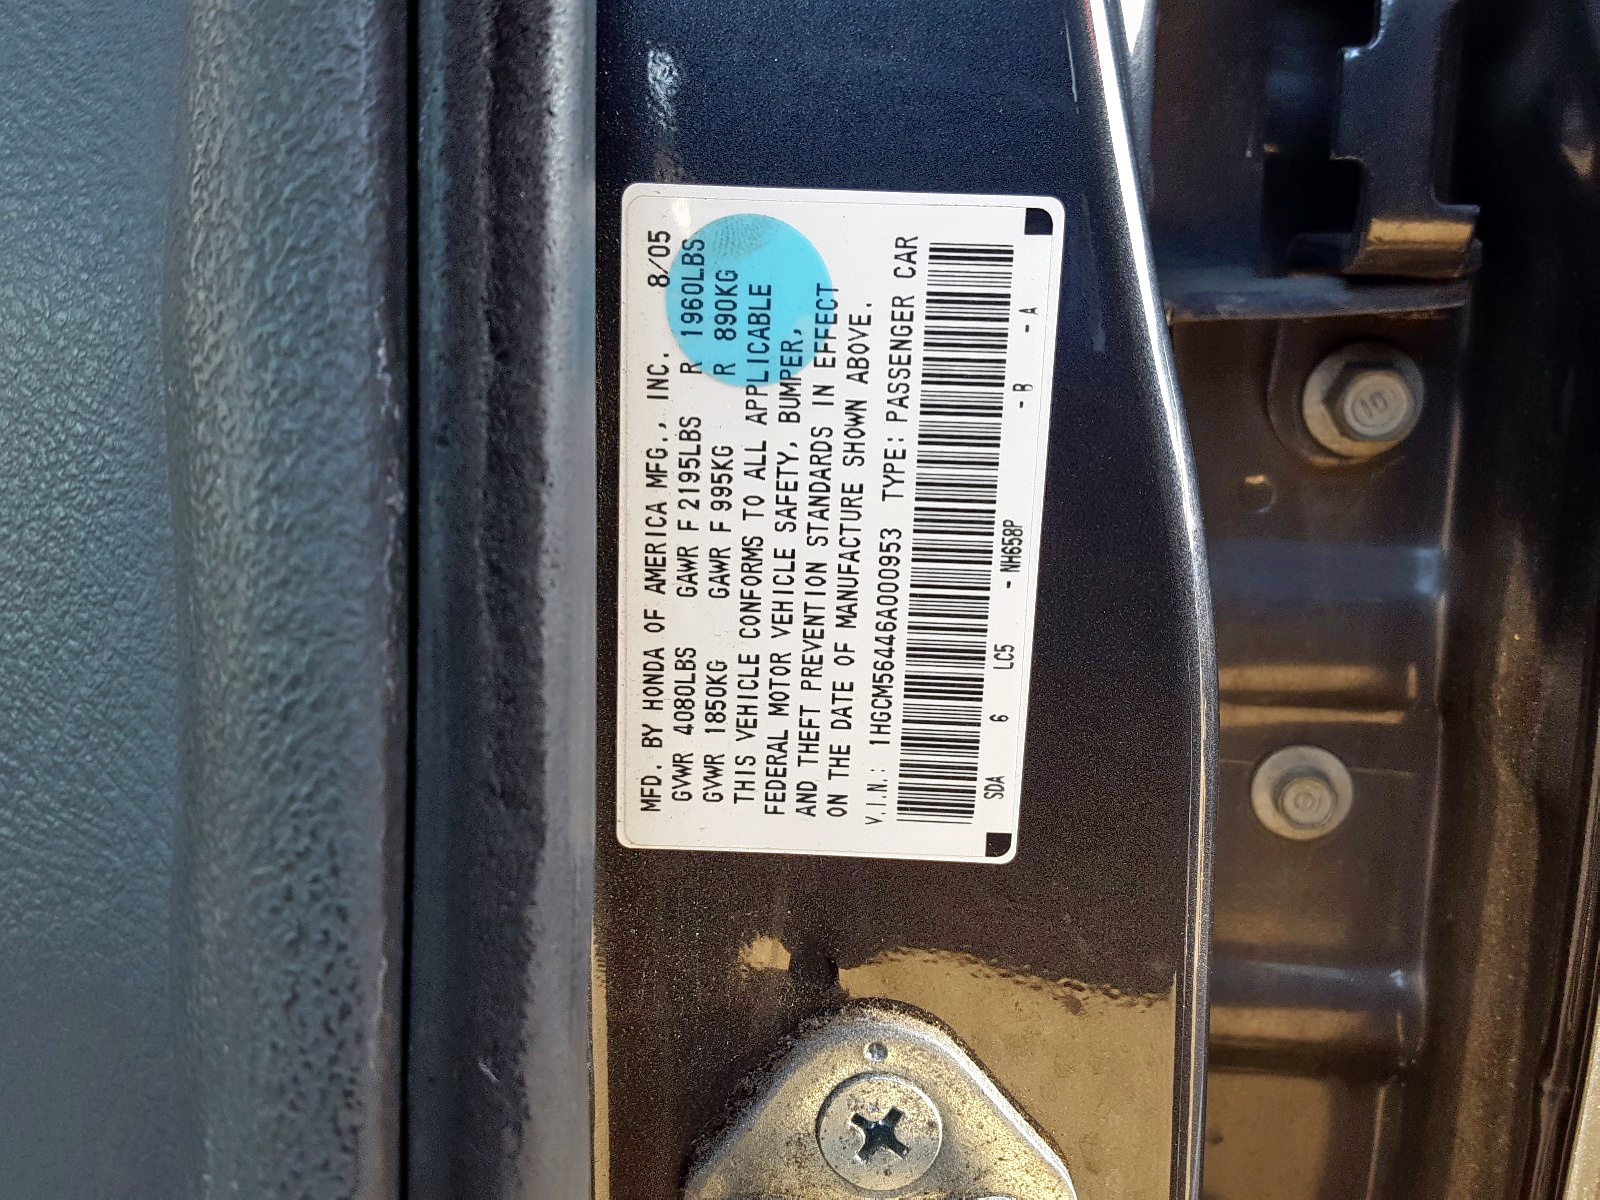 MFD. BY HONDA OF AMERICA MFG., INC. 8/05
GVWR 4080LBS GAWR F 2195LBS R 1960LBS
GVWR 1850KG GAWR F 995KG R 890KG
THIS VEHICLE CONFORMS TO ALL APPLICABLE
FEDERAL MOTOR VEHICLE SAFETY, BUMPER,
AND THEFT PREVENTION STANDARDS IN EFFECT
ON THE DATE OF MANUFACTURE SHOWN ABOVE.
V.I.N.: 1HGCM56446A000953 TYPE: PASSENGER CAR
SDA 6 LC5 - NH658P - B - A